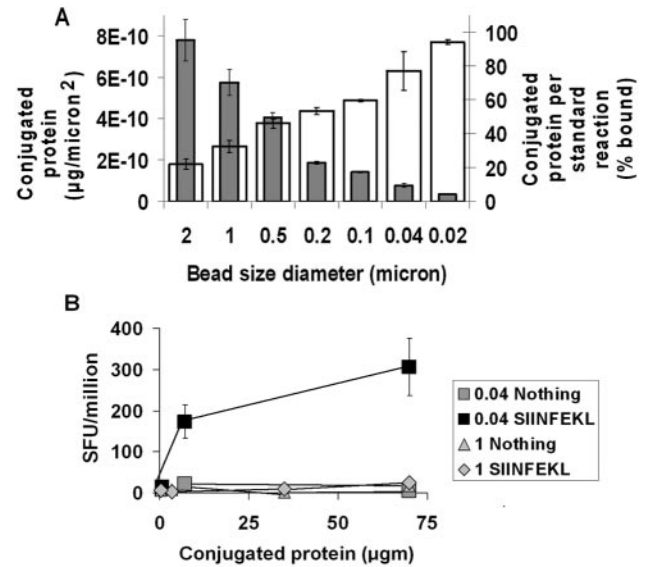 A
8E-10
6E-10
4E-10
2E-10
0
Conjugated
protein
(µg/micron 2)
100
80
60
40
20
0
Conjugated
protein per
standard
reaction
(% bound)
2 1 0.5 0.2 0.1 0.04 0.02
Bead size diameter (micron)
B
400
300
200
100
0
SFU/million
0 25 50 75
Conjugated protein (µgm)
0.04 Nothing
0.04 SIINFEKL
1 Nothing
1 SIINFEKL